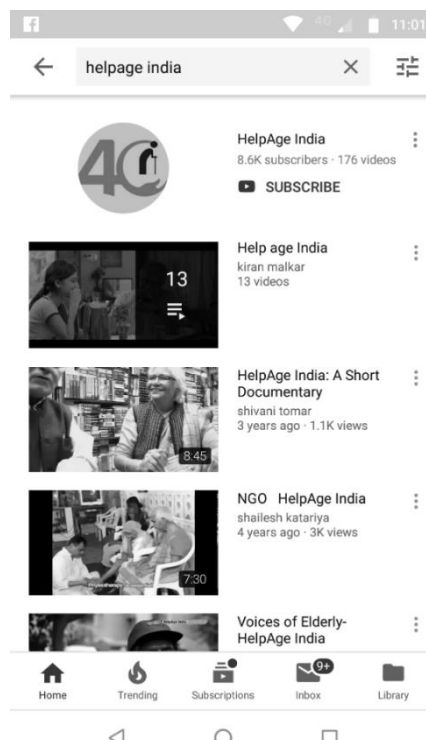 4G 11:01
helpage india
40
HelpAge India
8.6K subscribers · 176 videos
SUBSCRIBE
Help age India
kiran malkar
13 videos
13
HelpAge India: A Short
Documentary
shivani tomar
3 years ago · 1.1K views
8:45
NGO HelpAge India
shailesh katariya
4 years ago · 3K views
7:30
Voices of Elderly-
HelpAge India
9+
Home Trending Subscriptions Inbox Library